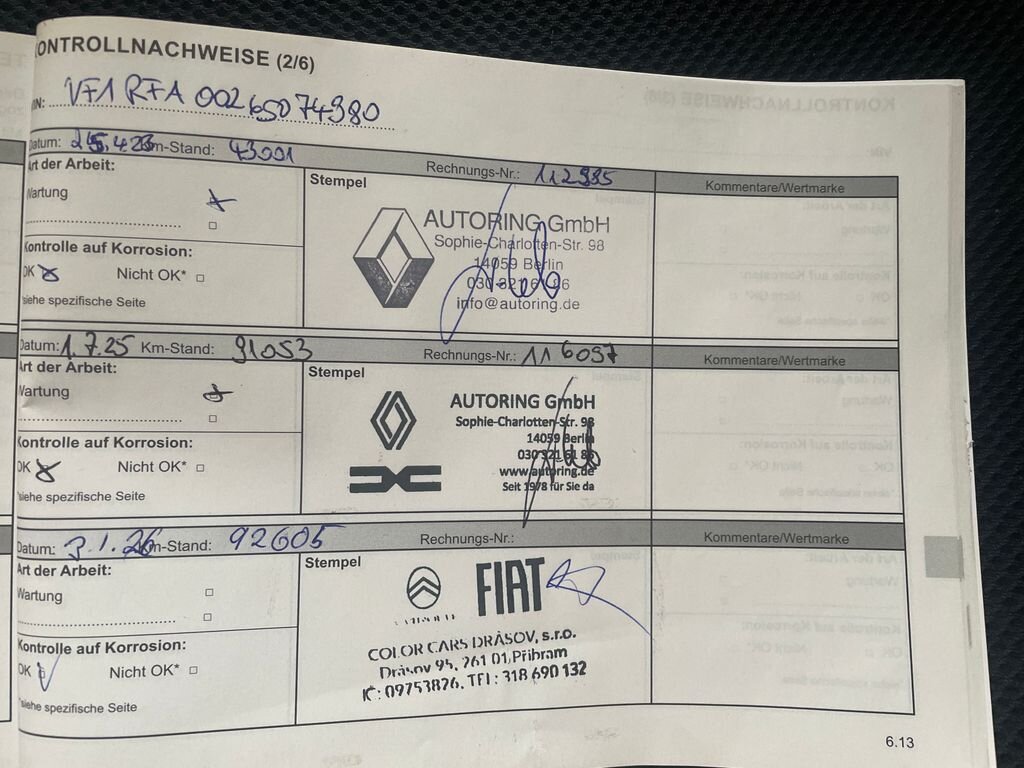 KONTROLLNACHWEISE (2/6)
VIN: VF1RFA00265074980
Datum: 25.4.23 Km-Stand: 43001 Rechnungs-Nr.: 112995 Kommentare/Wertmarke
Art der Arbeit:
Wartung
Kontrolle auf Korrosion:
OK Nicht OK*
*siehe spezifische Seite
Stempel
AUTORING GmbH
Sophie-Charlotten-Str. 98
14059 Berlin
info@autoring.de
Datum: 1.7.25 Km-Stand: 91053 Rechnungs-Nr.: 116097 Kommentare/Wertmarke
Art der Arbeit:
Wartung
Kontrolle auf Korrosion:
OK Nicht OK*
*siehe spezifische Seite
Stempel
AUTORING GmbH
Sophie-Charlotten-Str. 98
14059 Berlin
www.autoring.de
Seit 1978 für Sie da
Datum: 3.1.26 Km-Stand: 92605 Rechnungs-Nr.: Kommentare/Wertmarke
Art der Arbeit:
Wartung
Kontrolle auf Korrosion:
OK Nicht OK*
*siehe spezifische Seite
Stempel
FIAT
COLOR CARS DRÁSOV, s.r.o.
Drásov 95, 261 01 Příbram
IČ: 09753876, TEL: 318 690 132
6.13